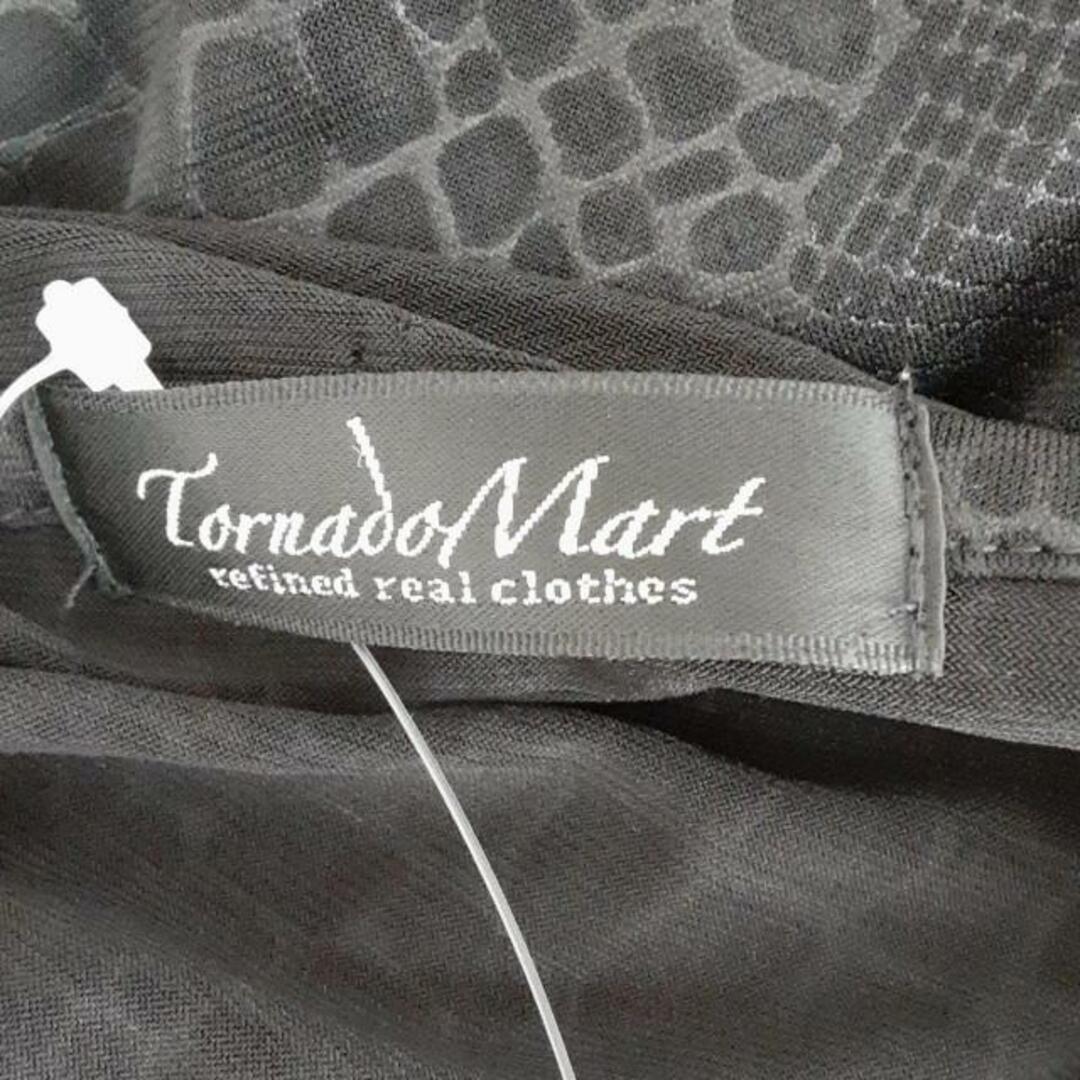 TornadoMart
refined real clothes